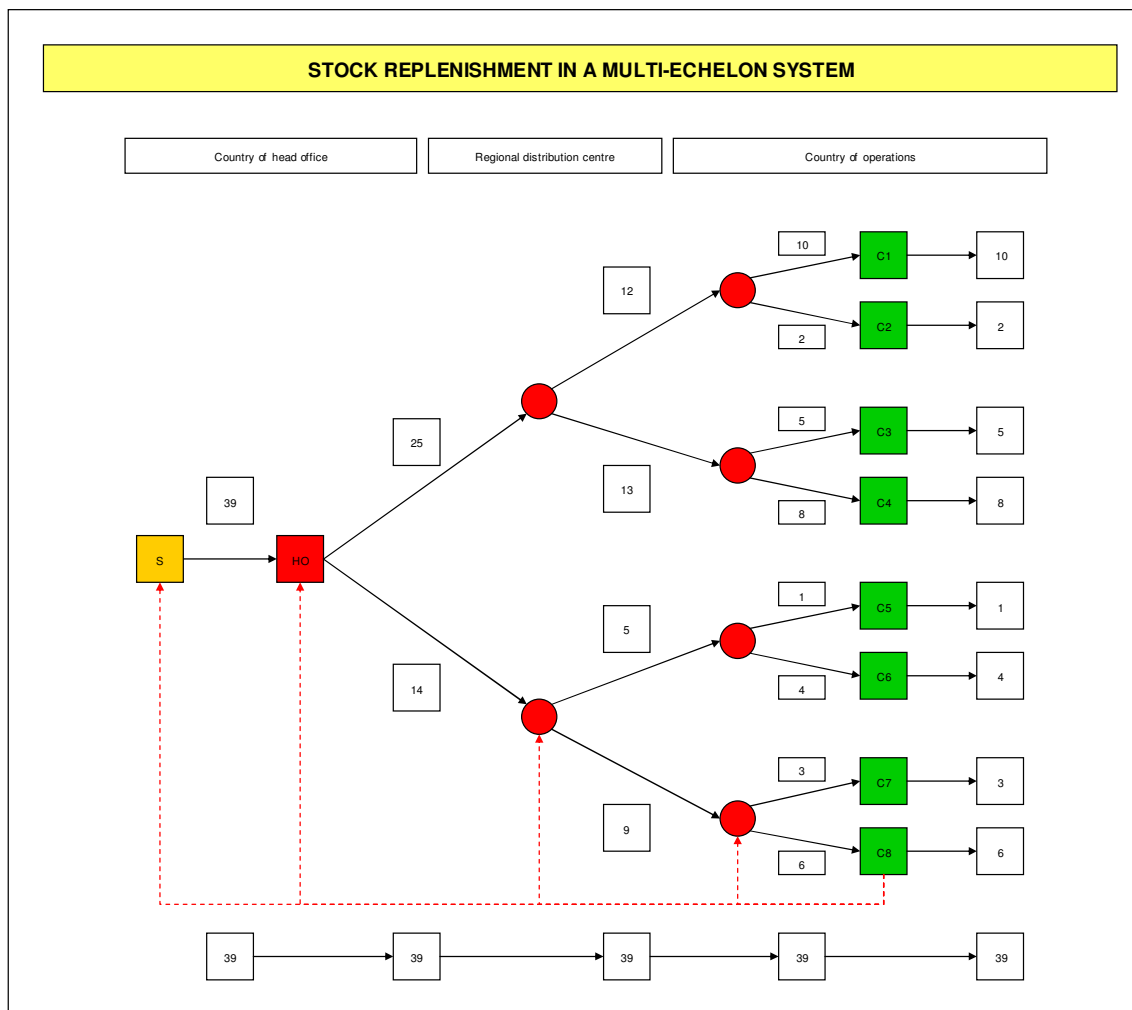 STOCK REPLENISHMENT IN A MULTI-ECHELON SYSTEM
Country of head office
Regional distribution centre
Country of operations
10
C1
10
12
2
C2
2
25
5
C3
5
13
8
C4
8
39
S
HO
1
C5
1
5
4
C6
4
14
3
C7
3
9
6
C8
6
39
39
39
39
39